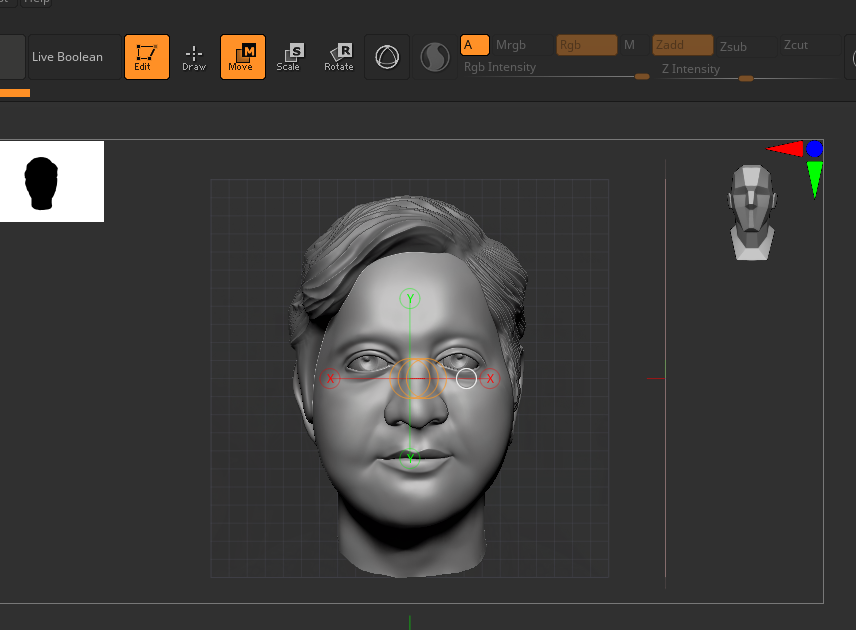 Help
Live Boolean
Edit
Draw
M
Move
S
Scale
R
Rotate
A
Mrgb
Rgb
M
Zadd
Zsub
Zcut
Rgb Intensity
Z Intensity
Y
X
X
Y